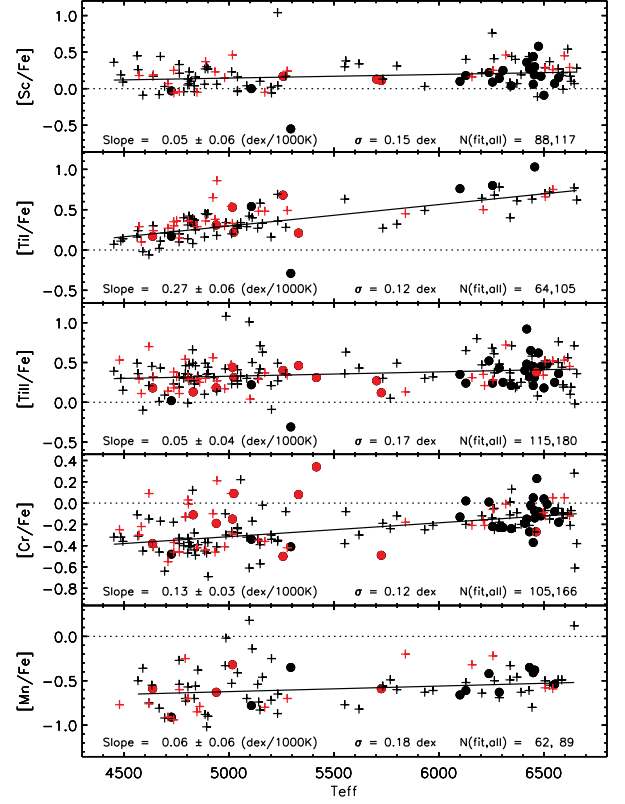 1.0
0.5
0.0
−0.5
[Sc/Fe]
Slope = 0.05 ± 0.06 (dex/1000K) σ = 0.15 dex N(fit,all) = 88,117
1.0
0.5
0.0
−0.5
[TiI/Fe]
Slope = 0.27 ± 0.06 (dex/1000K) σ = 0.12 dex N(fit,all) = 64,105
1.0
0.5
0.0
−0.5
[TiII/Fe]
Slope = 0.05 ± 0.04 (dex/1000K) σ = 0.17 dex N(fit,all) = 115,180
0.4
0.2
−0.0
−0.2
−0.4
−0.6
−0.8
[Cr/Fe]
Slope = 0.13 ± 0.03 (dex/1000K) σ = 0.12 dex N(fit,all) = 105,166
0.0
−0.5
−1.0
[Mn/Fe]
Slope = 0.06 ± 0.06 (dex/1000K) σ = 0.18 dex N(fit,all) = 62, 89
4500 5000 5500 6000 6500
Teff